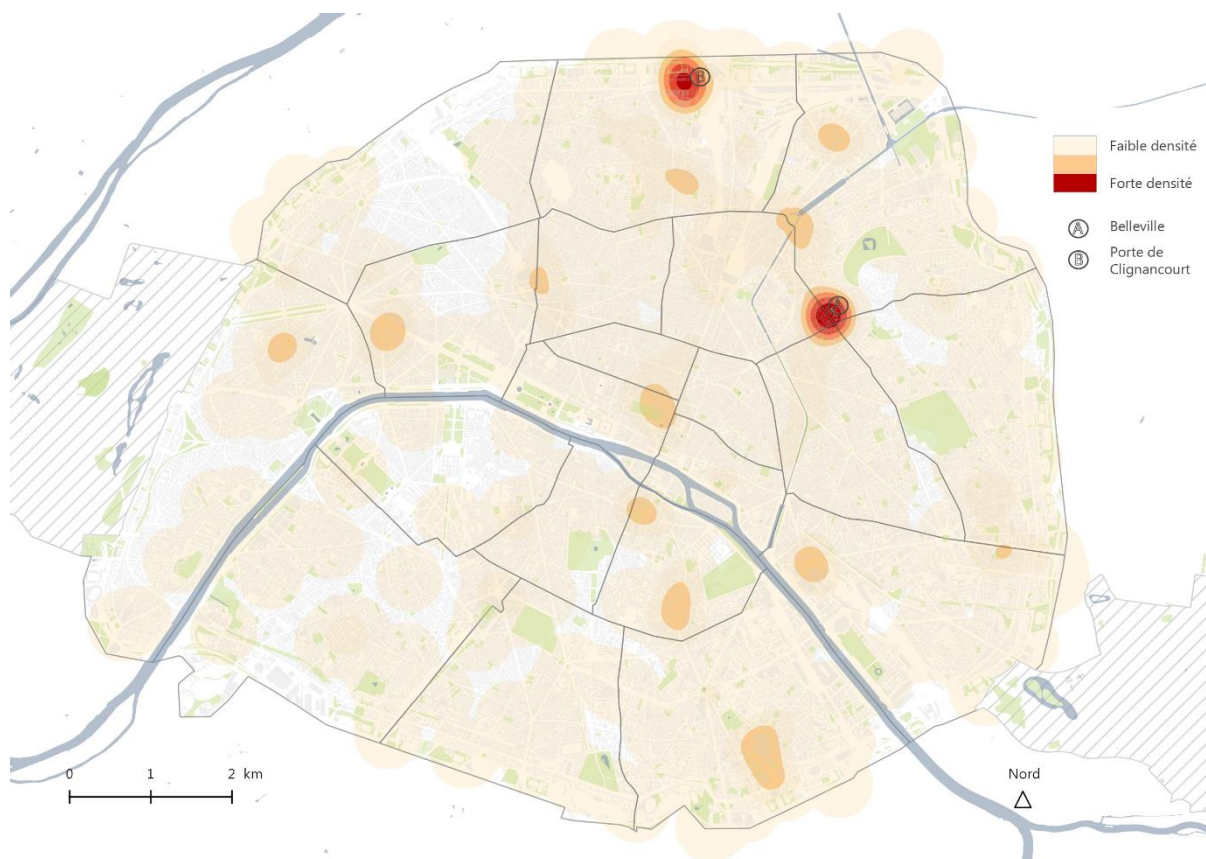 B
Faible densité
Forte densité
A Belleville
B Porte de
Clignancourt
A
0 1 2 km
Nord